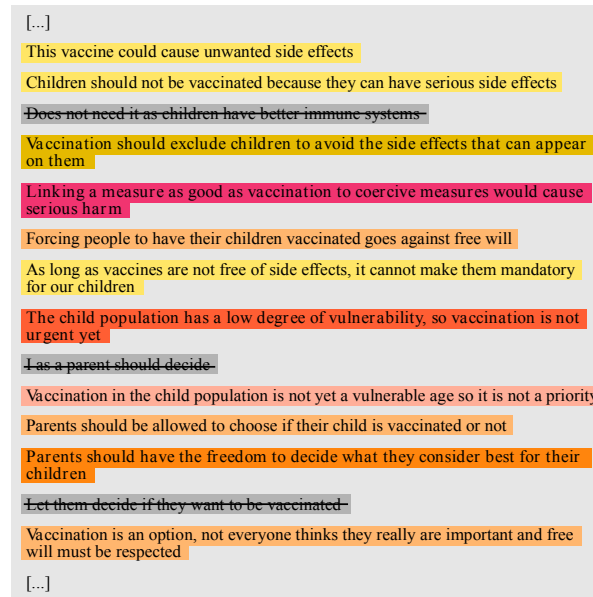 [...]
This vaccine could cause unwanted side effects
Children should not be vaccinated because they can have serious side effects
Does not need it as children have better immune systems
Vaccination should exclude children to avoid the side effects that can appear
on them
Linking a measure as good as vaccination to coercive measures would cause
serious harm
Forcing people to have their children vaccinated goes against free will
As long as vaccines are not free of side effects, it cannot make them mandatory
for our children
The child population has a low degree of vulnerability, so vaccination is not
urgent yet
I as a parent should decide
Vaccination in the child population is not yet a vulnerable age so it is not a priority
Parents should be allowed to choose if their child is vaccinated or not
Parents should have the freedom to decide what they consider best for their
children
Let them decide if they want to be vaccinated
Vaccination is an option, not everyone thinks they really are important and free
will must be respected
[...]